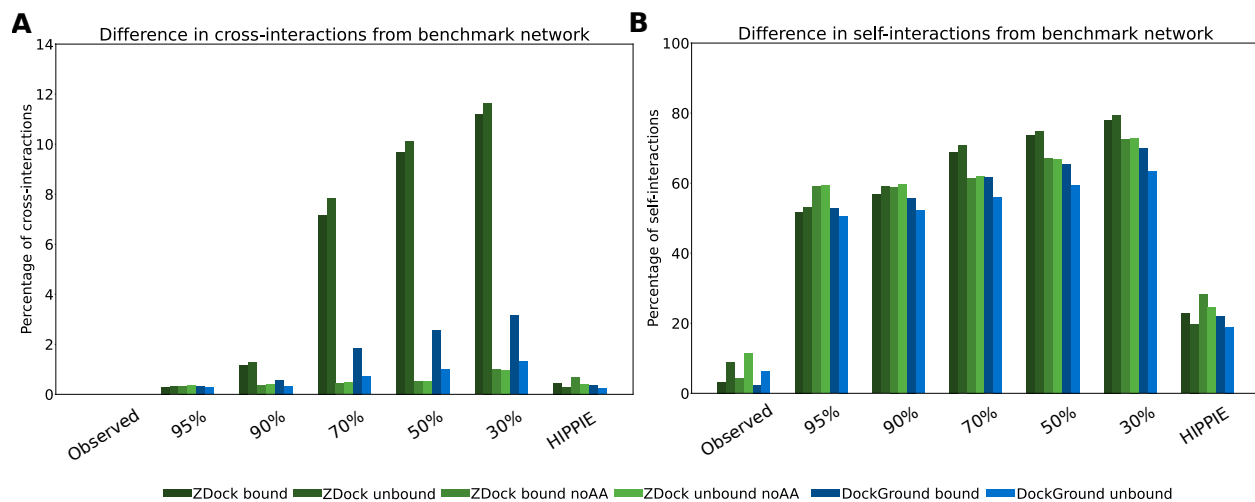 A
Difference in cross-interactions from benchmark network
Percentage of cross-interactions
14
12
10
8
6
4
2
0
Observed
95%
90%
70%
50%
30%
HIPPIE
B
Difference in self-interactions from benchmark network
Percentage of self-interactions
100
80
60
40
20
0
Observed
95%
90%
70%
50%
30%
HIPPIE
ZDock bound ZDock unbound ZDock bound noAA ZDock unbound noAA DockGround bound DockGround unbound